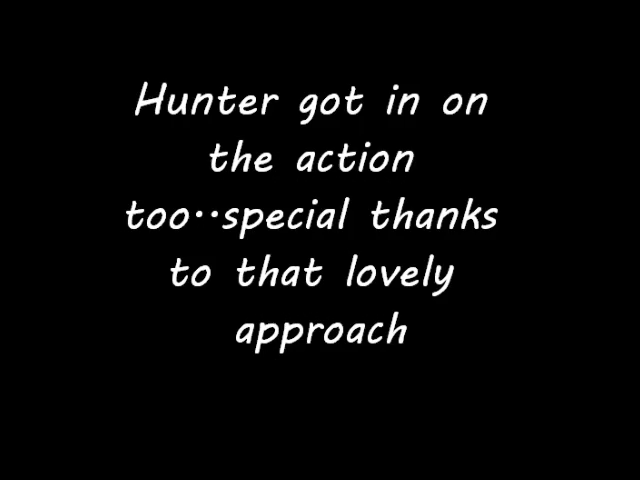 Hunter got in on
the action
too..special thanks
to that lovely
approach